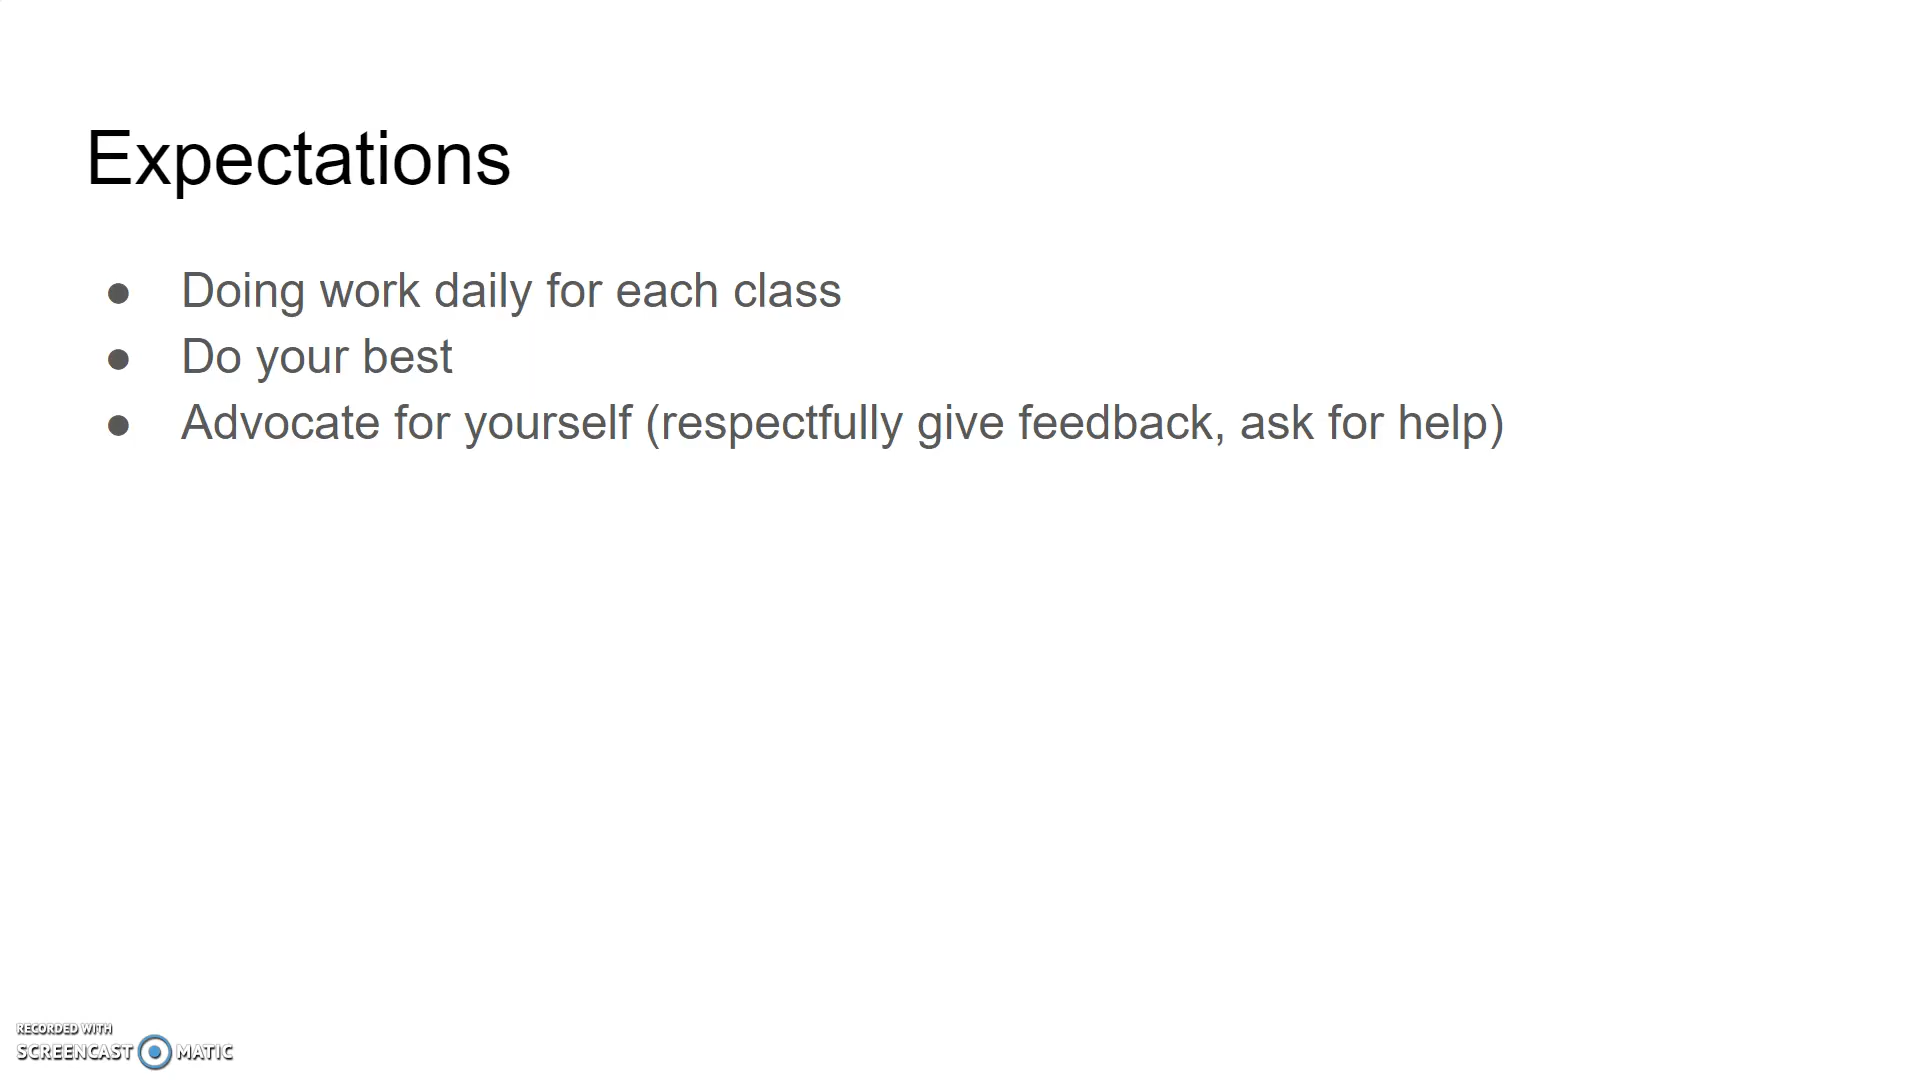 Expectations
● Doing work daily for each class
● Do your best
● Advocate for yourself (respectfully give feedback, ask for help)
RECORDED WITH
SCREENCAST MATIC